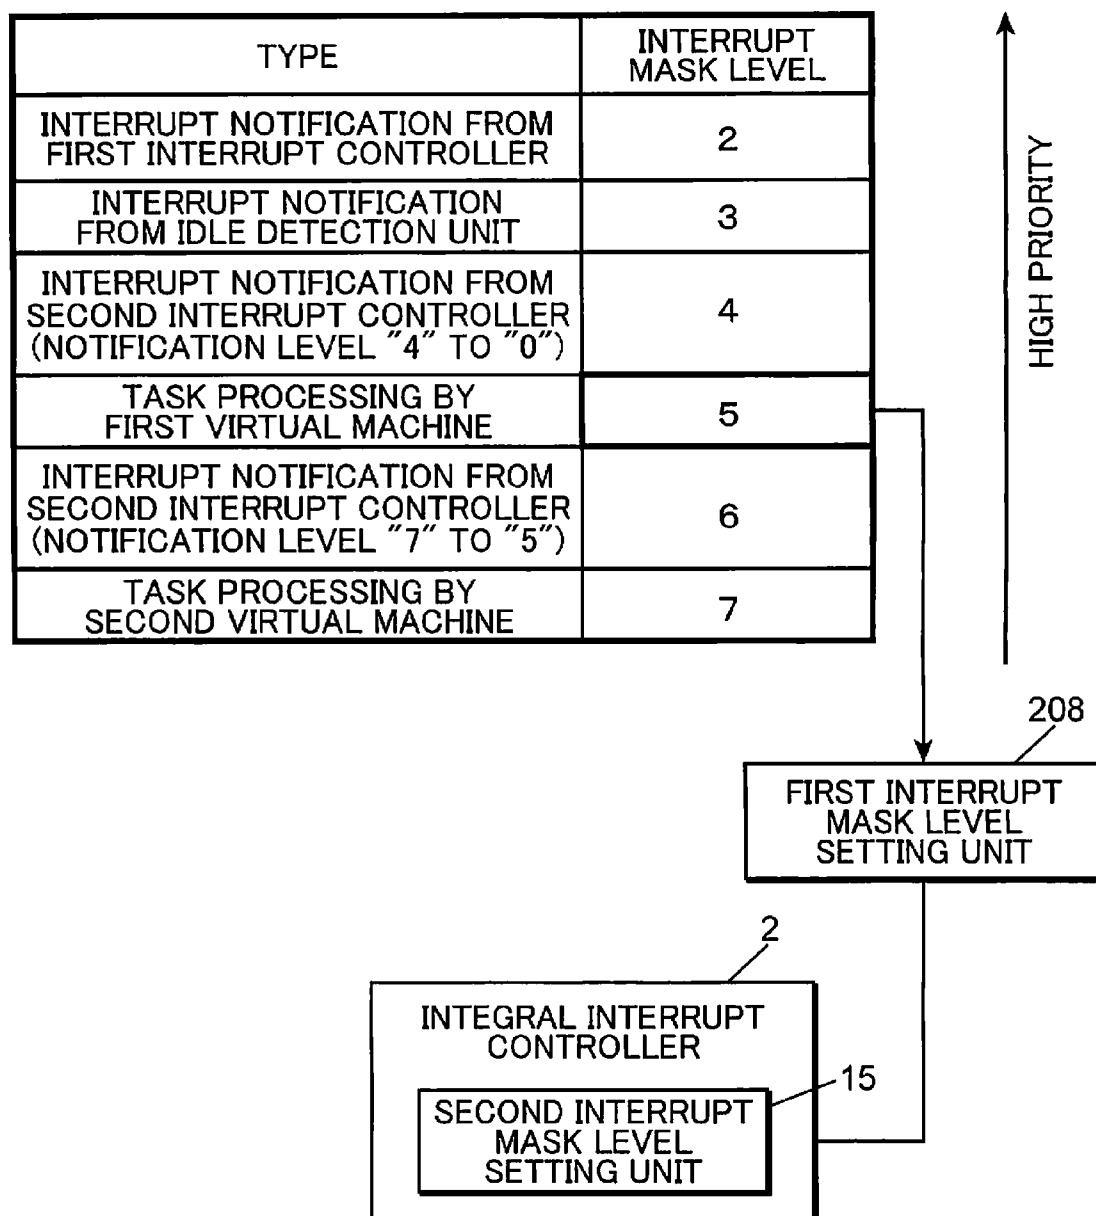 TYPE
INTERRUPT
MASK LEVEL
INTERRUPT NOTIFICATION FROM
FIRST INTERRUPT CONTROLLER
2
INTERRUPT NOTIFICATION
FROM IDLE DETECTION UNIT
3
INTERRUPT NOTIFICATION FROM
SECOND INTERRUPT CONTROLLER
(NOTIFICATION LEVEL "4" TO "0")
4
TASK PROCESSING BY
FIRST VIRTUAL MACHINE
5
INTERRUPT NOTIFICATION FROM
SECOND INTERRUPT CONTROLLER
(NOTIFICATION LEVEL "7" TO "5")
6
TASK PROCESSING BY
SECOND VIRTUAL MACHINE
7
HIGH PRIORITY
208
FIRST INTERRUPT
MASK LEVEL
SETTING UNIT
2
INTEGRAL INTERRUPT
CONTROLLER
15
SECOND INTERRUPT
MASK LEVEL
SETTING UNIT